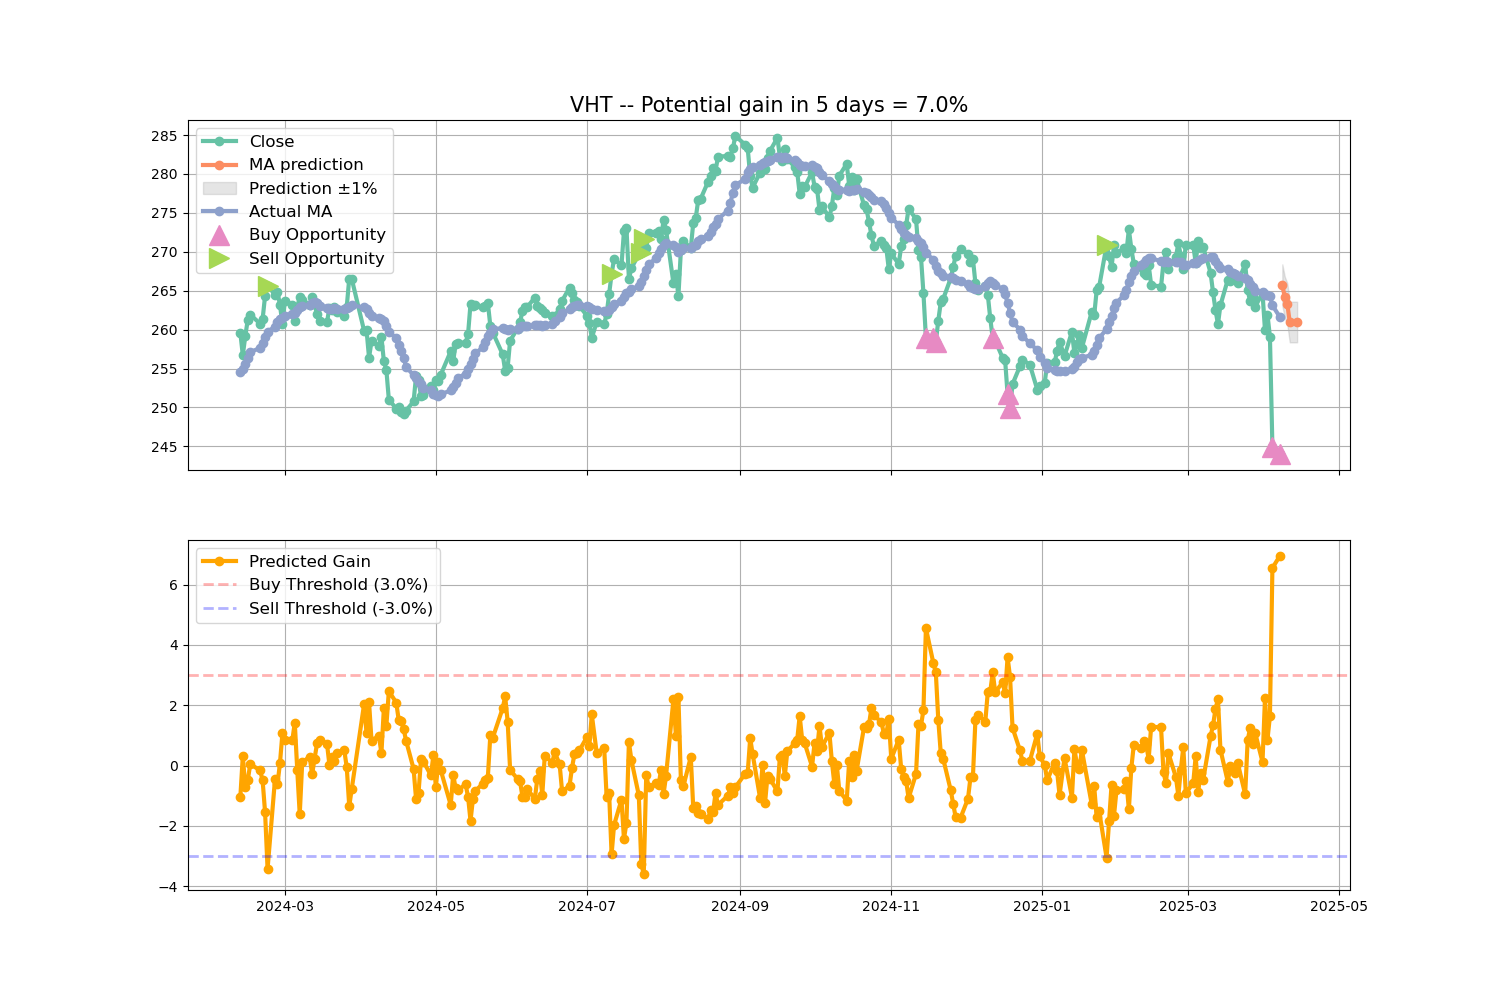 VHT -- Potential gain in 5 days = 7.0%
285
280
275
270
265
260
255
250
245
Close
MA prediction
Prediction ±1%
Actual MA
Buy Opportunity
Sell Opportunity
6
4
2
0
−2
−4
Predicted Gain
Buy Threshold (3.0%)
Sell Threshold (-3.0%)
2024-03
2024-05
2024-07
2024-09
2024-11
2025-01
2025-03
2025-05